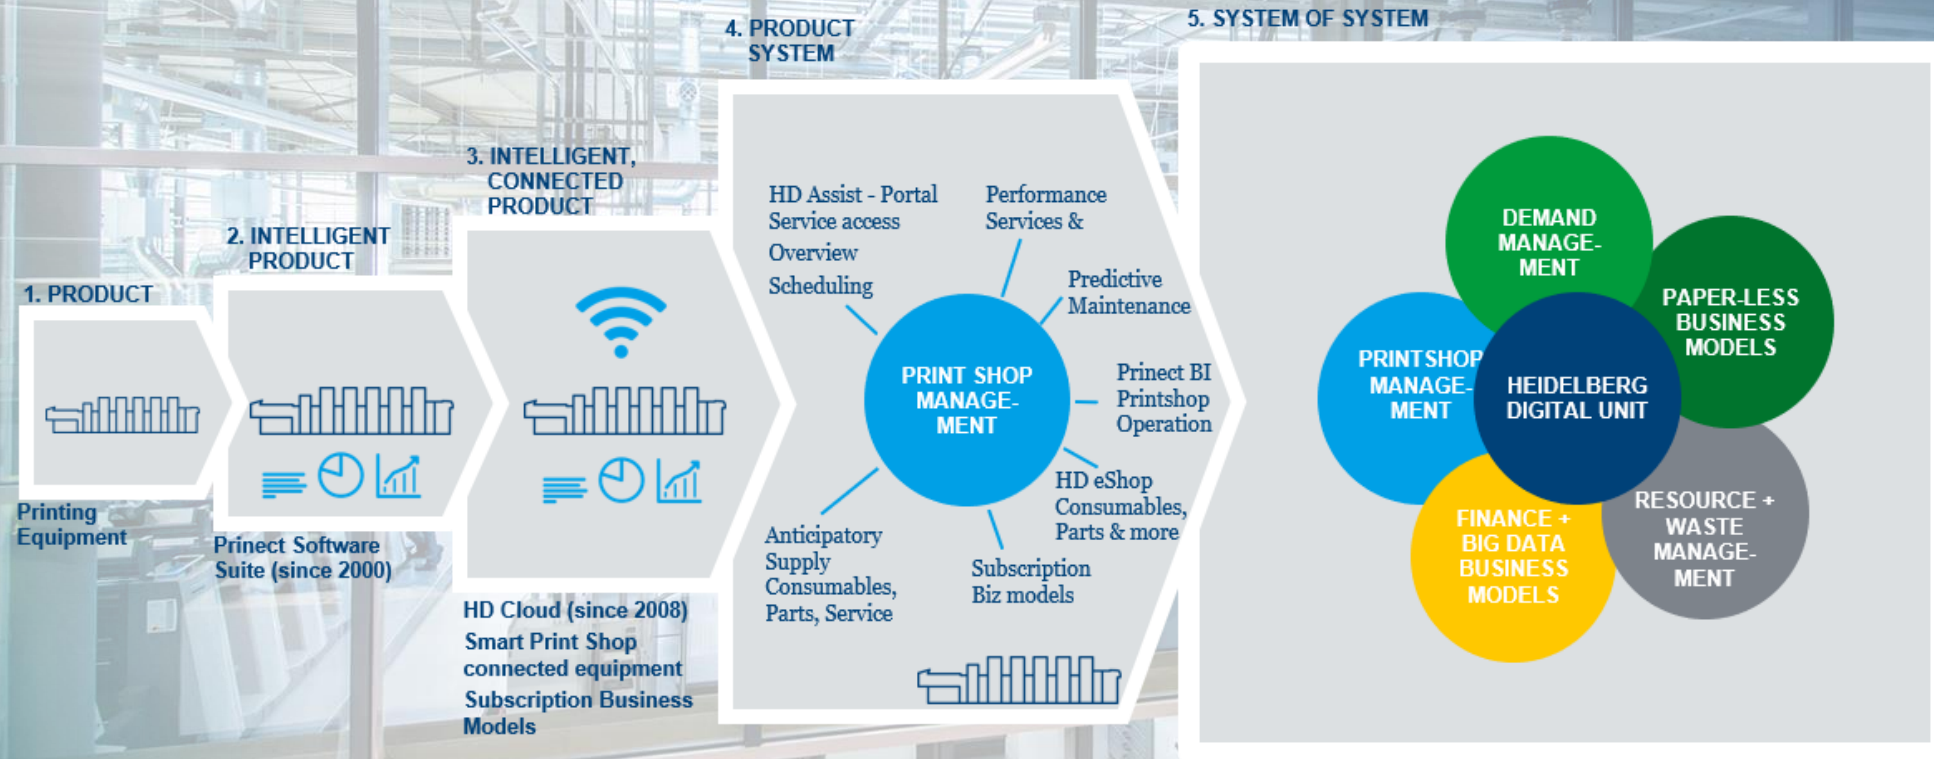 1. PRODUCT
Printing
Equipment
2. INTELLIGENT
PRODUCT
Prinect Software
Suite (since 2000)
3. INTELLIGENT,
CONNECTED
PRODUCT
HD Cloud (since 2008)
Smart Print Shop
connected equipment
Subscription Business
Models
4. PRODUCT
SYSTEM
HD Assist - Portal
Service access
Overview
Scheduling
Performance
Services &
Predictive
Maintenance
PRINT SHOP
MANAGE-
MENT
Prinect BI
Printshop
Operation
HD eShop
Consumables,
Parts & more
Subscription
Biz models
Anticipatory
Supply
Consumables,
Parts, Service
5. SYSTEM OF SYSTEM
DEMAND
MANAGE-
MENT
PAPER-LESS
BUSINESS
MODELS
PRINTSHOP
MANAGE-
MENT
HEIDELBERG
DIGITAL UNIT
FINANCE +
BIG DATA
BUSINESS
MODELS
RESOURCE +
WASTE
MANAGE-
MENT